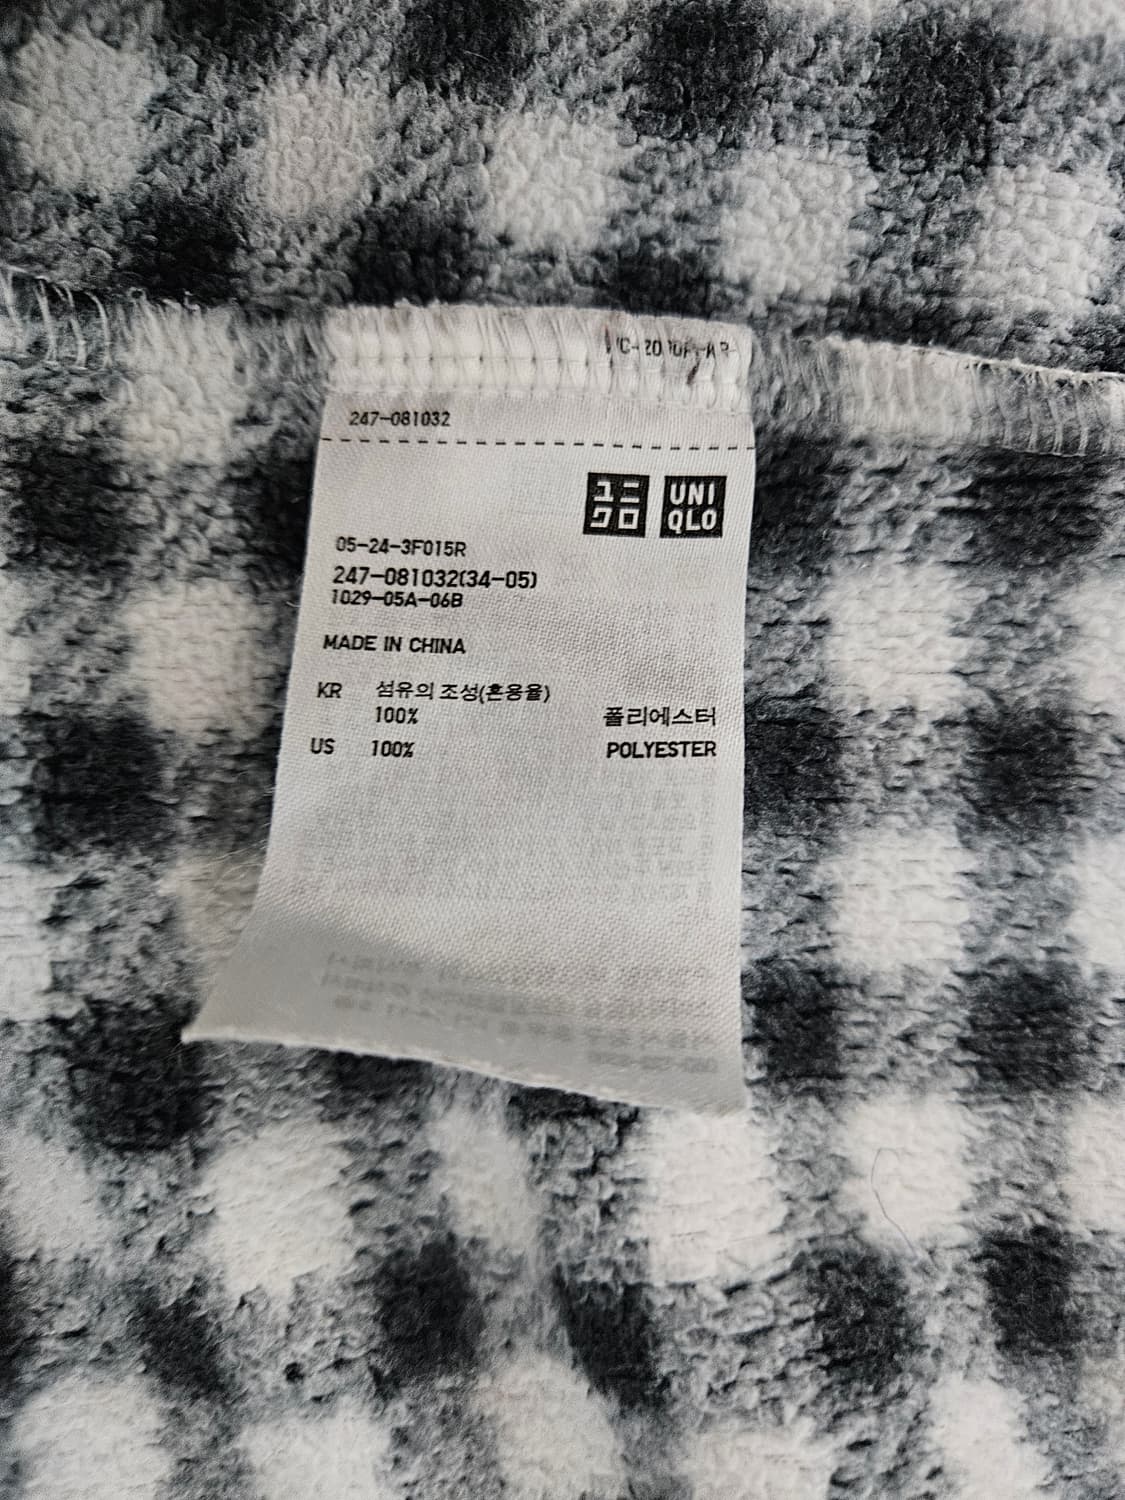 247-081032
ユニ
クロ
UNI
QLO
05-24-3F015R
247-081032(34-05)
1029-05A-06B
MADE IN CHINA
KR 섬유의 조성(혼용율)
100% 폴리에스터
US 100% POLYESTER